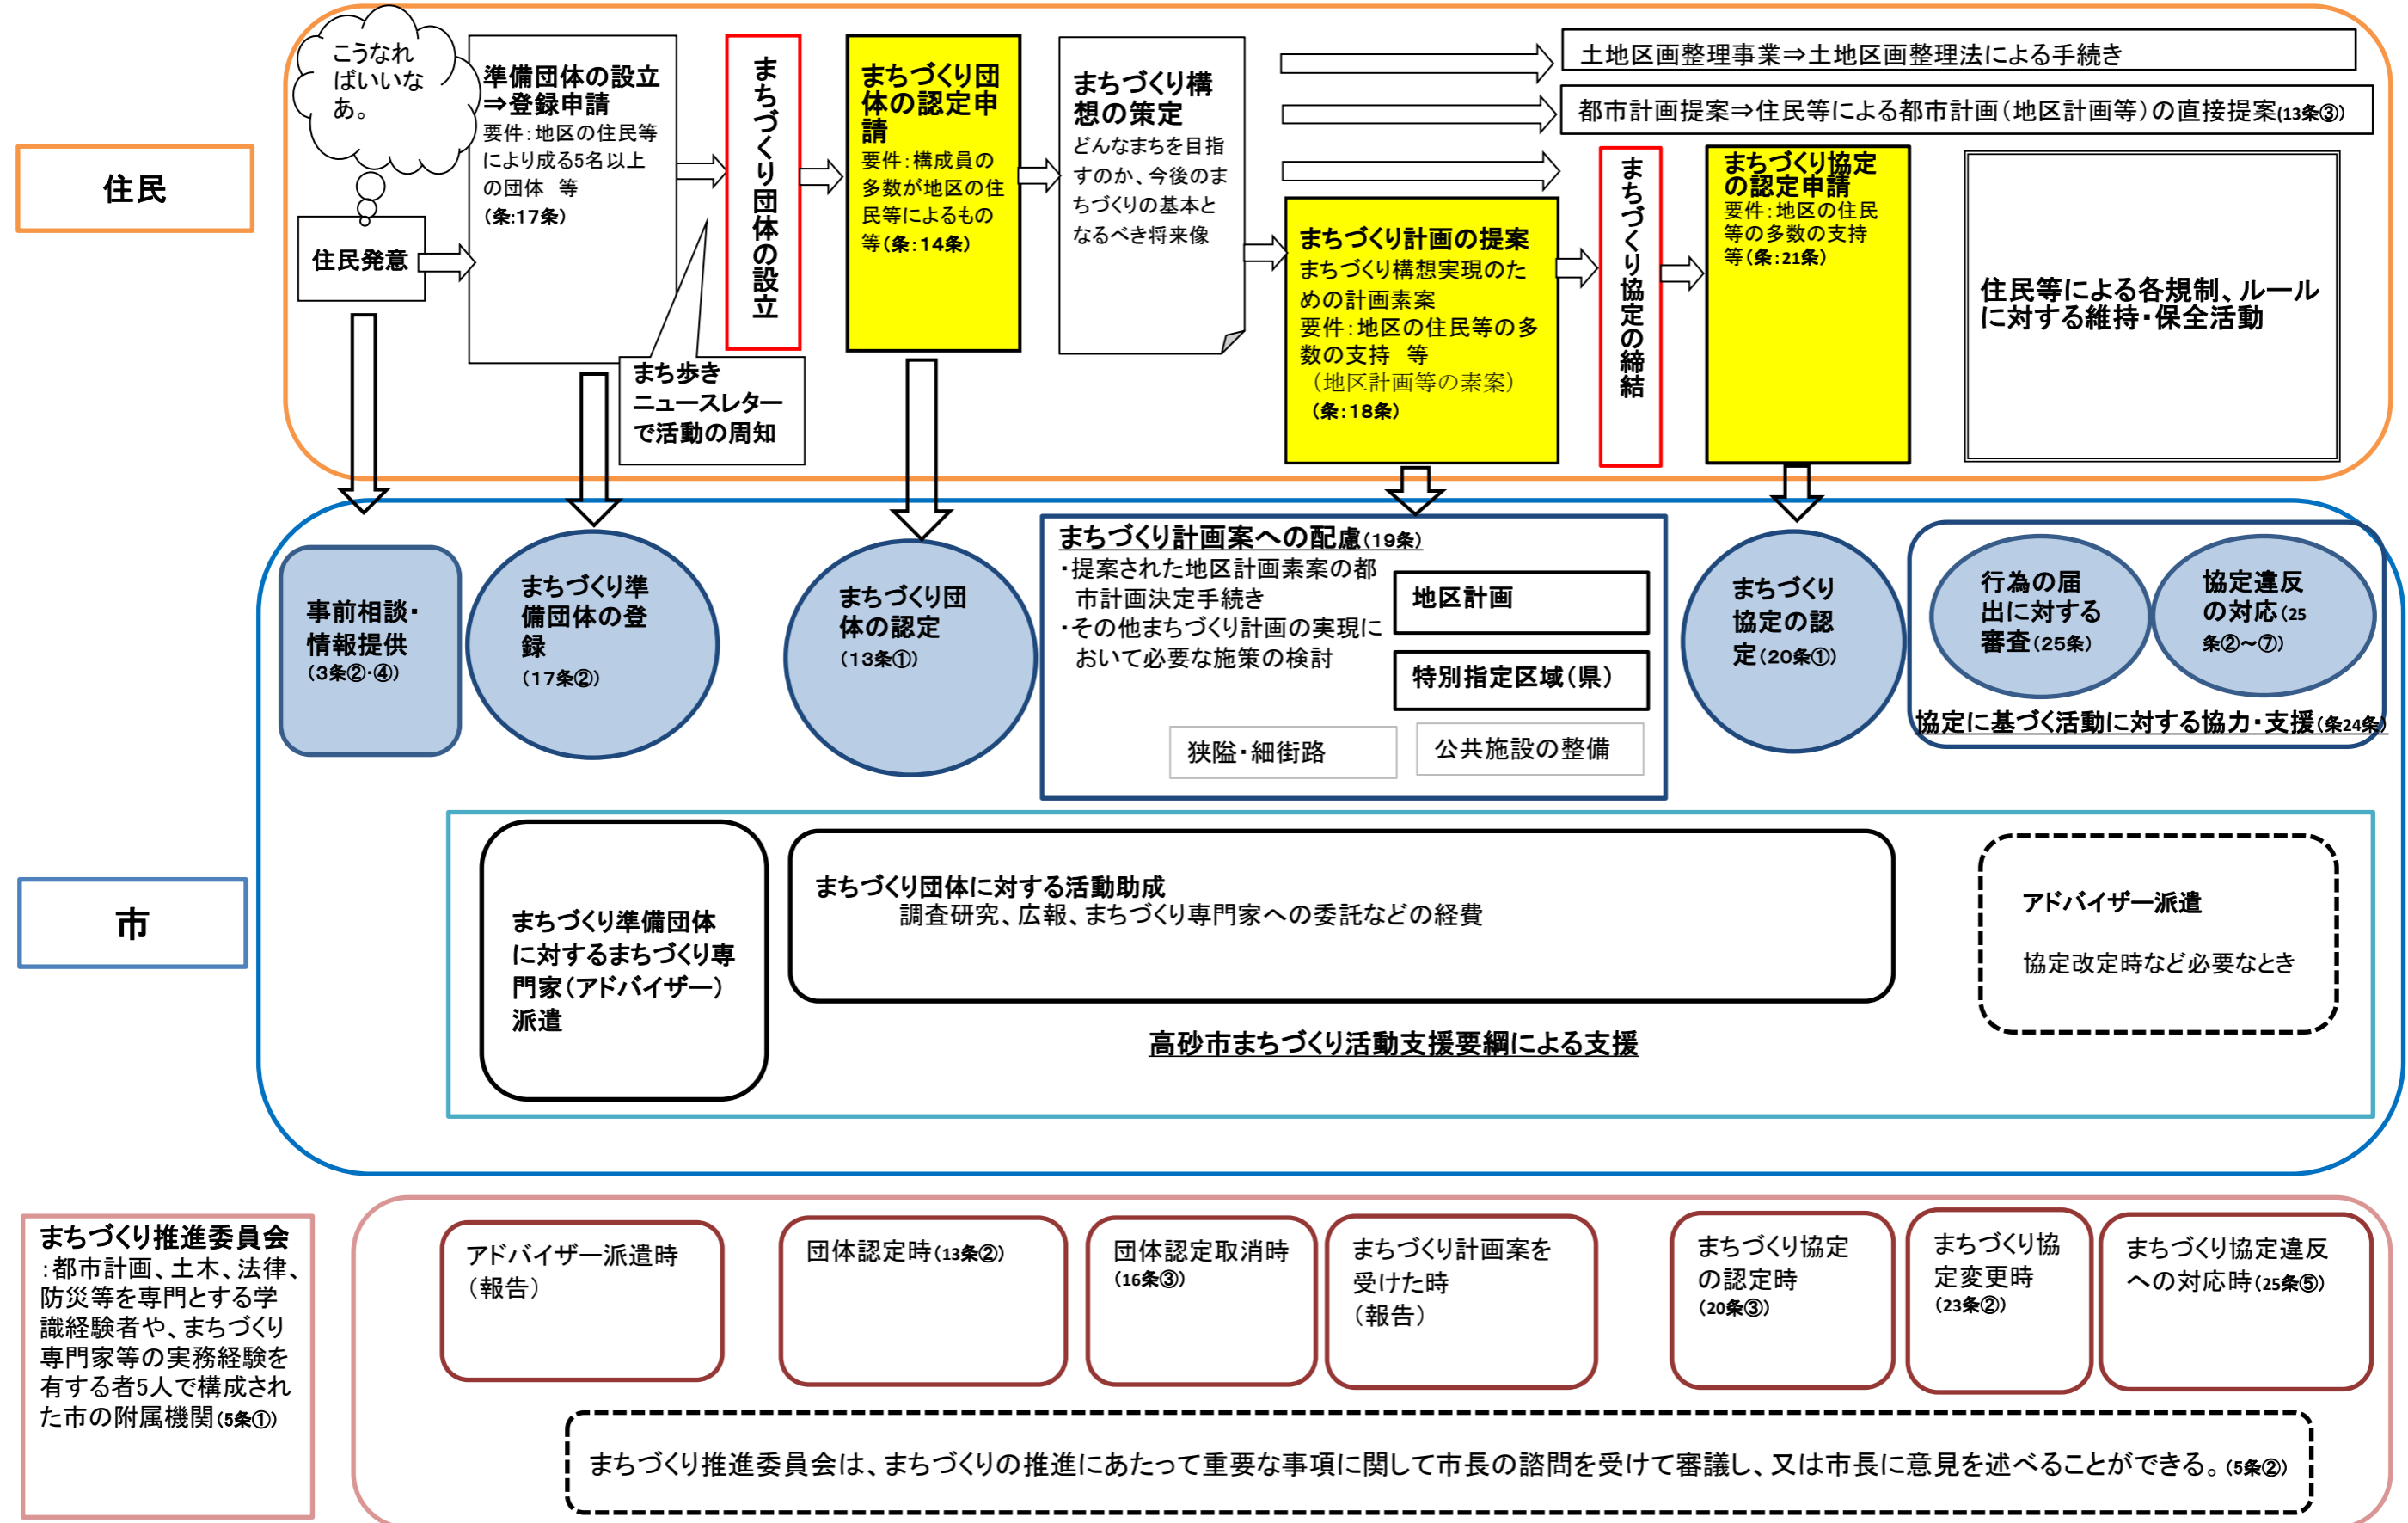 こうなれ
ばいいな
あ。
住民
住民発意
準備団体の設立
⇒登録申請
要件:地区の住民等
により成る5名以上
の団体　等
(条:17条)
まち歩き
ニュースレター
で活動の周知
まちづくり団体の設立
まちづくり団
体の認定申
請
要件:構成員の
多数が地区の住
民等によるもの
等(条:14条)
まちづくり構
想の策定
どんなまちを目指
すのか、今後のま
ちづくりの基本と
なるべき将来像
土地区画整理事業⇒土地区画整理法による手続き
都市計画提案⇒住民等による都市計画(地区計画等)の直接提案(13条③)
まちづくり計画の提案
まちづくり構想実現のた
めの計画素案
要件:地区の住民等の多
数の支持　等
(地区計画等の素案)
(条:18条)
まちづくり協定の締結
まちづくり協定
の認定申請
要件:地区の住民
等の多数の支持
等(条:21条)
住民等による各規制、ルール
に対する維持・保全活動
市
事前相談・
情報提供
(3条②・④)
まちづくり準
備団体の登
録
(17条②)
まちづくり団
体の認定
(13条①)
まちづくり計画案への配慮(19条)
・提案された地区計画素案の都
市計画決定手続き
・その他まちづくり計画の実現に
おいて必要な施策の検討
地区計画
特別指定区域(県)
狭隘・細街路
公共施設の整備
まちづくり
協定の認
定(20条①)
行為の届
出に対する
審査(25条)
協定違反
の対応(25
条②～⑦)
協定に基づく活動に対する協力・支援(条24条)
まちづくり準備団体
に対するまちづくり専
門家(アドバイザー)
派遣
まちづくり団体に対する活動助成
調査研究、広報、まちづくり専門家への委託などの経費
アドバイザー派遣
協定改定時など必要なとき
高砂市まちづくり活動支援要綱による支援
まちづくり推進委員会
:都市計画、土木、法律、
防災等を専門とする学
識経験者や、まちづくり
専門家等の実務経験を
有する者5人で構成され
た市の附属機関(5条①)
アドバイザー派遣時
(報告)
団体認定時(13条②)
団体認定取消時
(16条③)
まちづくり計画案を
受けた時
(報告)
まちづくり協定
の認定時
(20条③)
まちづくり協
定変更時
(23条②)
まちづくり協定違反
への対応時(25条⑤)
まちづくり推進委員会は、まちづくりの推進にあたって重要な事項に関して市長の諮問を受けて審議し、又は市長に意見を述べることができる。(5条②)